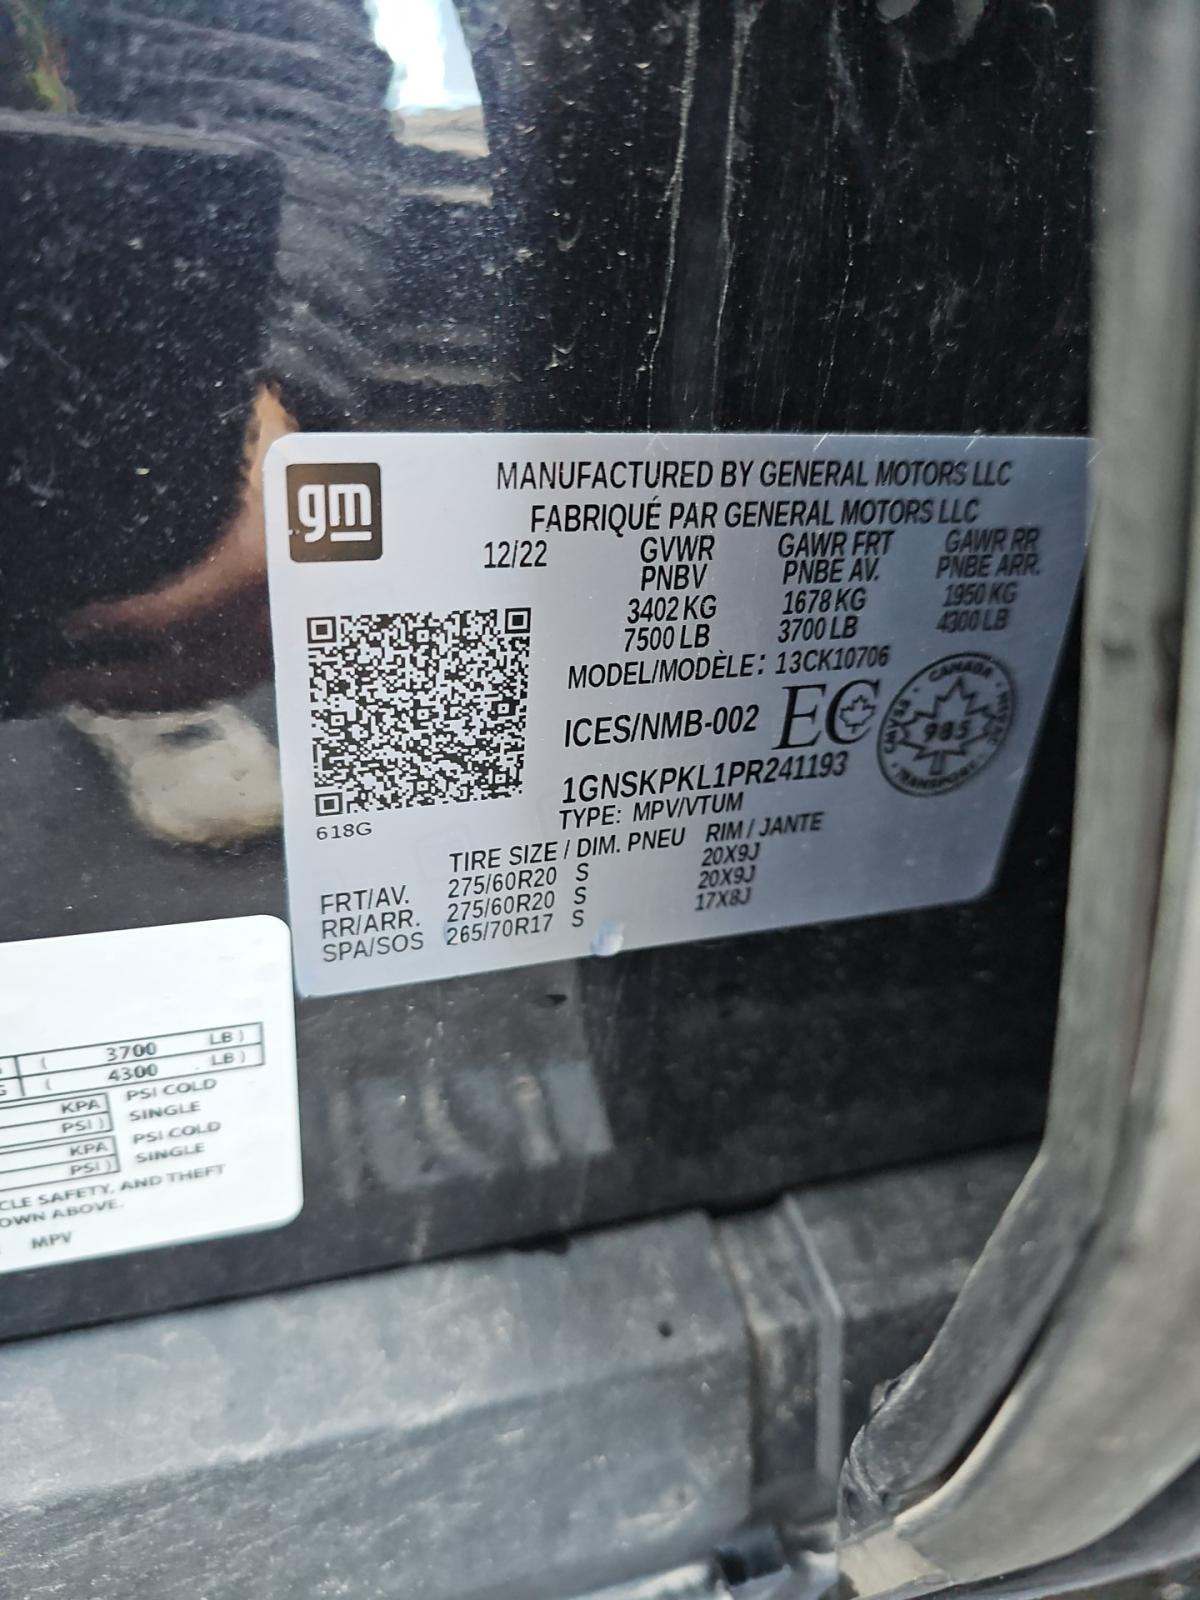 gm
MANUFACTURED BY GENERAL MOTORS LLC
FABRIQUÉ PAR GENERAL MOTORS LLC
12/22 GVWR GAWR FRT GAWR RR
PNBV PNBE AV. PNBE ARR.
3402 KG 1678 KG 1950 KG
7500 LB 3700 LB 4300 LB
MODEL/MODÈLE: 13CK10706
ICES/NMB-002 EC
CANADA
985
TRANSPORT
1GNSKPKL1PR241193
TYPE: MPV/VTUM
618G
TIRE SIZE / DIM. PNEU RIM / JANTE
FRT/AV. 275/60R20 S 20X9J
RR/ARR. 275/60R20 S 20X9J
SPA/SOS 265/70R17 S 17X8J
( 3700 LB )
G ( 4300 LB )
KPA PSI COLD
PSI ) SINGLE
KPA PSI COLD
PSI ) SINGLE
CLE SAFETY, AND THEFT
OWN ABOVE.
MPV